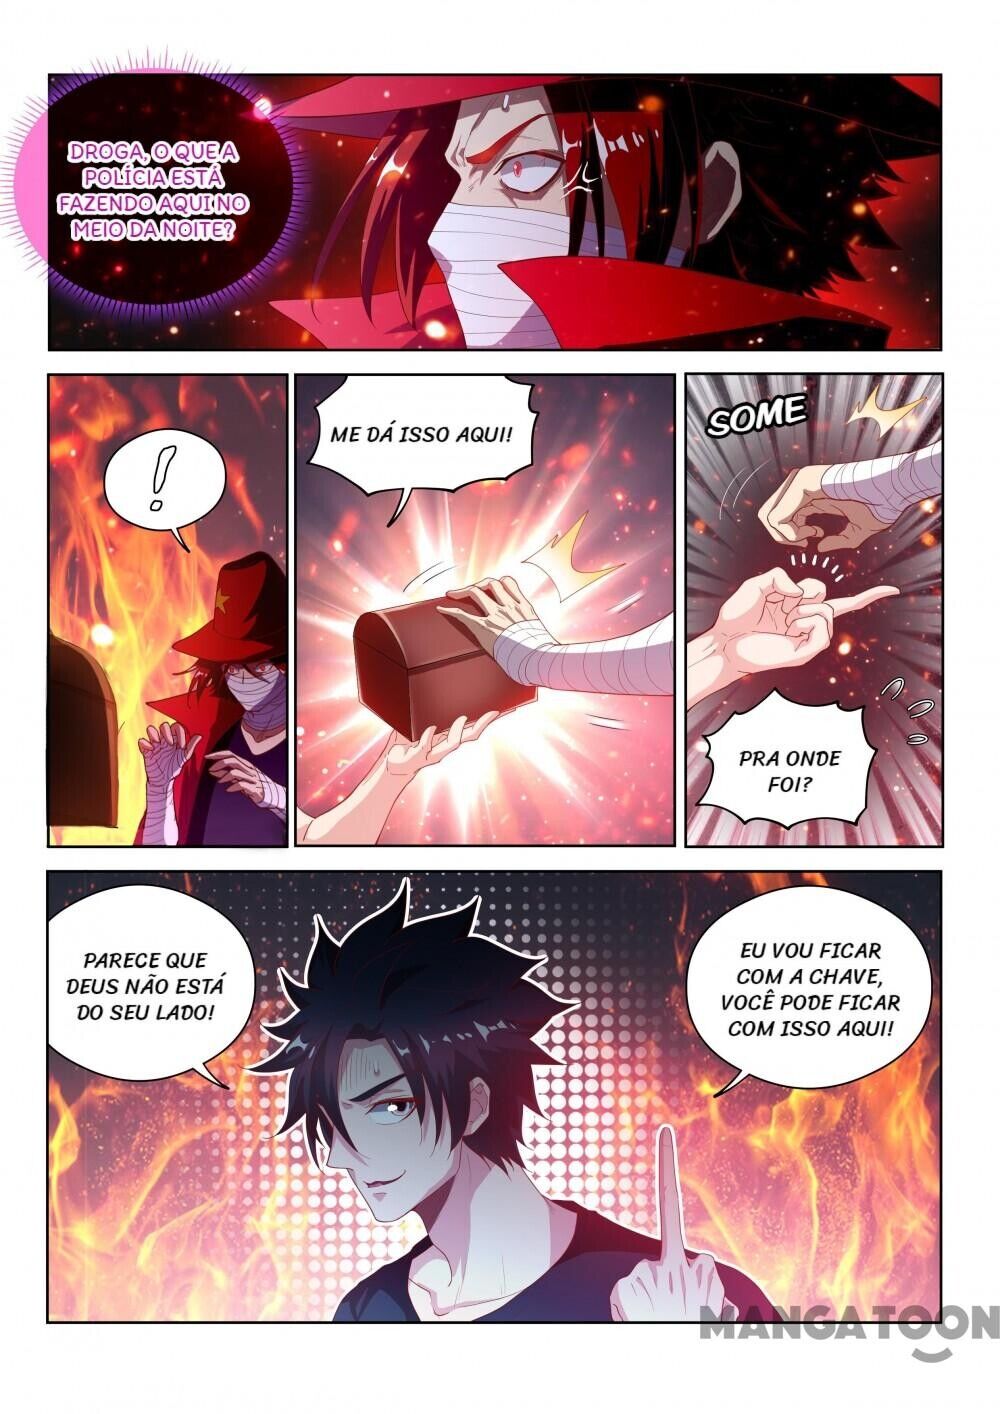 DROGA, O QUE A
POLÍCIA ESTÁ
FAZENDO AQUI NO
MEIO DA NOITE?
!
ME DÁ ISSO AQUI!
SOME
PRA ONDE
FOI?
PARECE QUE
DEUS NÃO ESTÁ
DO SEU LADO!
EU VOU FICAR
COM A CHAVE,
VOCÊ PODE FICAR
COM ISSO AQUI!
MANGATOON